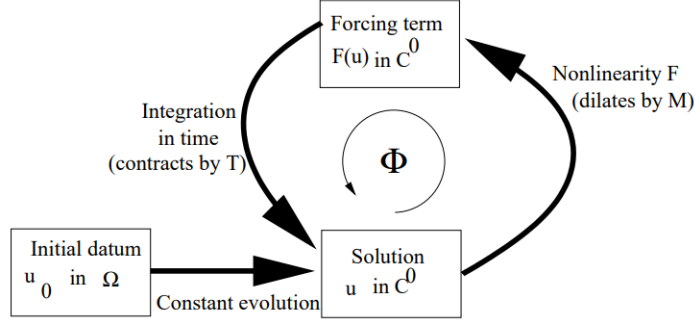 Forcing term
F(u) in C^0
Nonlinearity F
(dilates by M)
Integration
in time
(contracts by T)
Φ
Initial datum
u_0 in Ω
Constant evolution
Solution
u in C^0